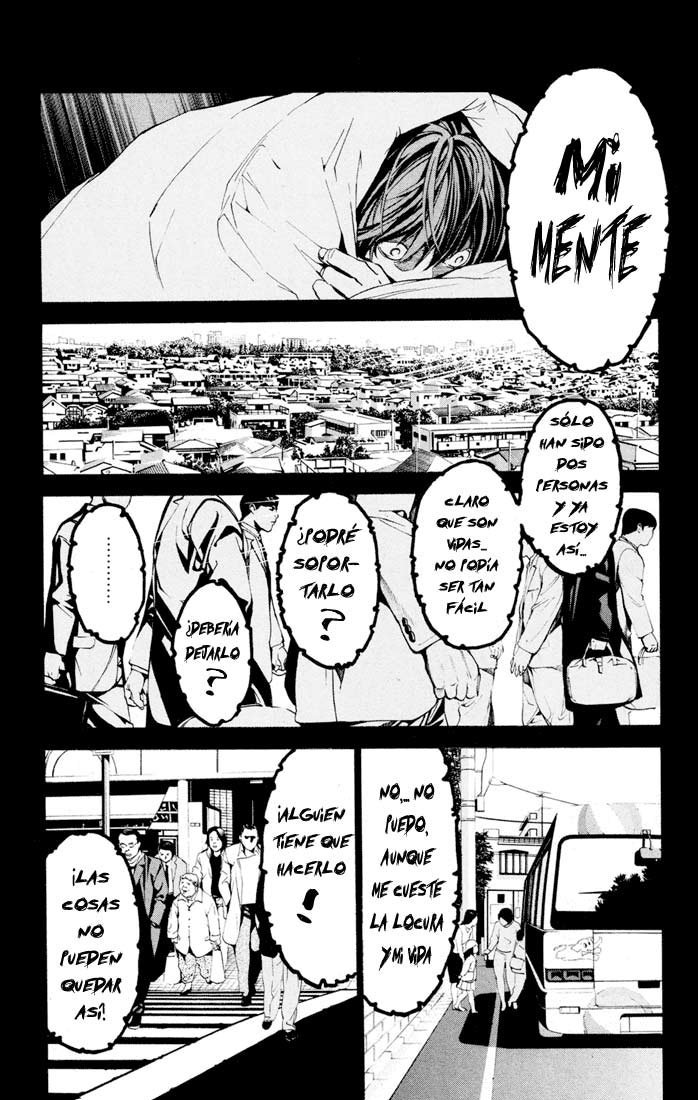 MI
MENTE
SÓLO
HAN SIDO
DOS
PERSONAS
Y YA
ESTOY
ASÍ...
CLARO
QUE SON
VIDAS...
NO PODÍA
SER TAN
FÁCIL
¿PODRÉ
SOPOR-
TARLO
?
¿DEBERÍA
DEJARLO
?
.........
NO,... NO
PUEDO,
AUNQUE
ME CUESTE
LA LOCURA
Y MI VIDA
¡ALGUIEN
TIENE QUE
HACERLO
!
¡LAS
COSAS
NO
PUEDEN
QUEDAR
ASÍ!